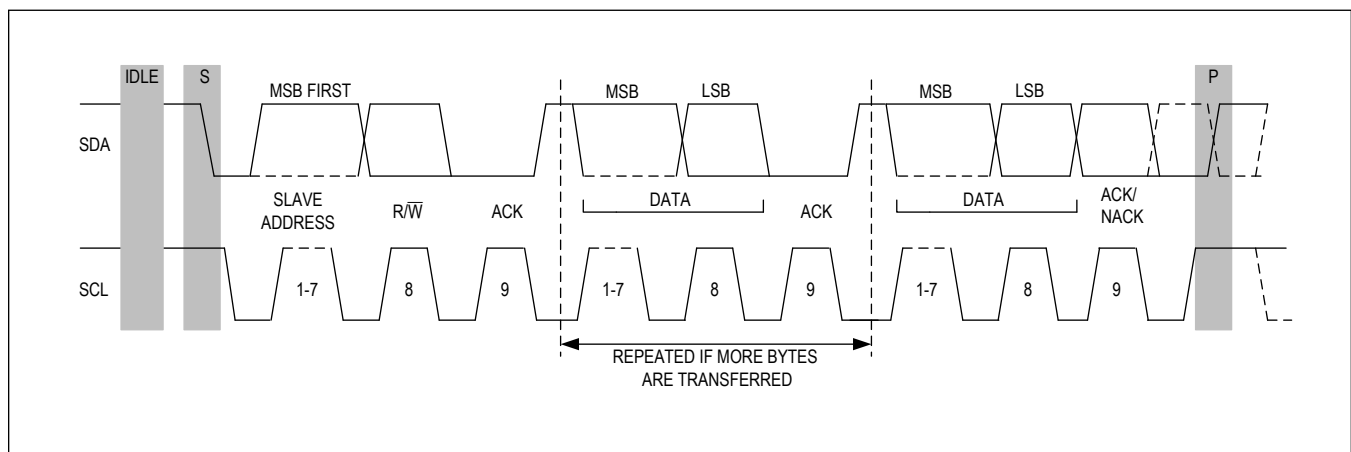 IDLE
S
P
MSB FIRST
MSB
LSB
MSB
LSB
SDA
SLAVE
ADDRESS
R/W̅
ACK
DATA
ACK
DATA
ACK/
NACK
SCL
1-7
8
9
1-7
8
9
1-7
8
9
REPEATED IF MORE BYTES
ARE TRANSFERRED